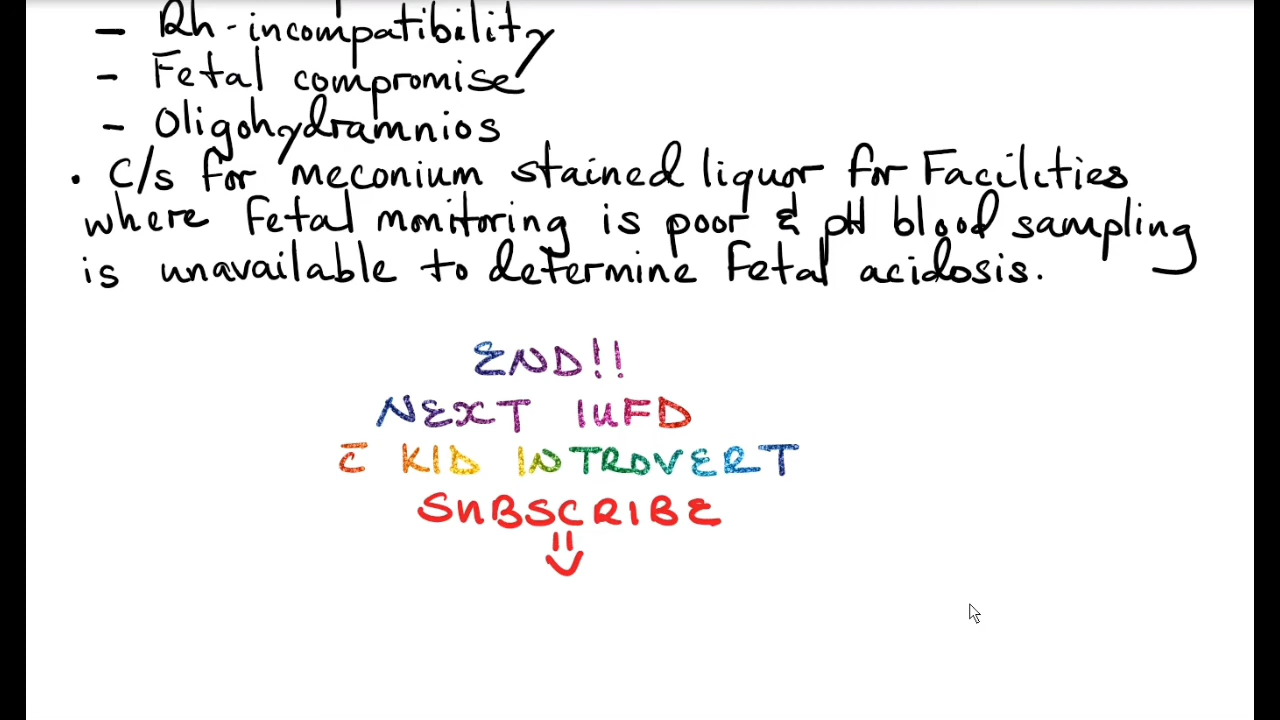 - Rh-incompatibility
- Fetal compromise
- Oligohydramnios
• C/s for meconium stained liquor for Facilities
where Fetal monitoring is poor & pH blood sampling
is unavailable to determine Fetal acidosis.
END!!
NEXT IUFD
c̄ KID INTROVERT
SUBSCRIBE